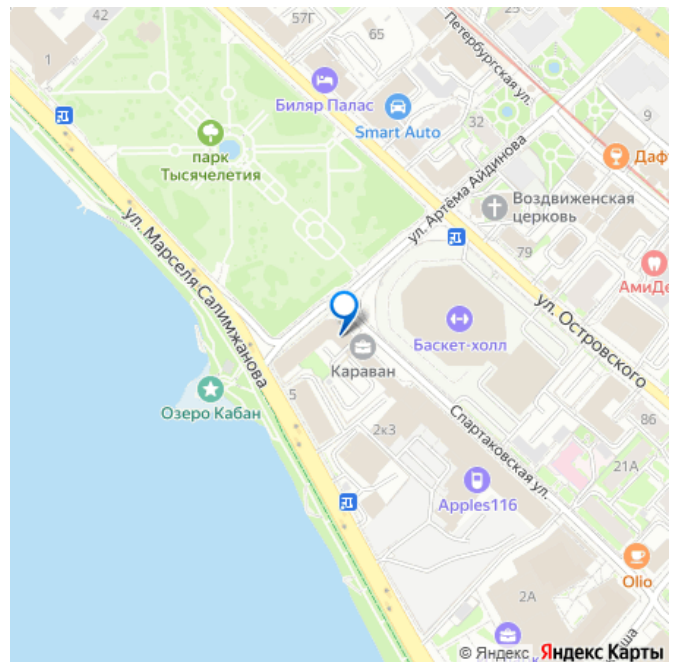 42
57Г
65
25
Петербургская ул.
1
Биляр Палас
Smart Auto
32
9
парк
Тысячелетия
ул. Артёма Айдинова
Воздвиженская
церковь
79
АмиДе
ул. Марселя Салимжанова
ул. Островского
Баскет-холл
Караван
Озеро Кабан
5
2к3
Спартаковская ул.
86
21А
Apples116
Olio
2А
© Яндекс
Яндекс Карты